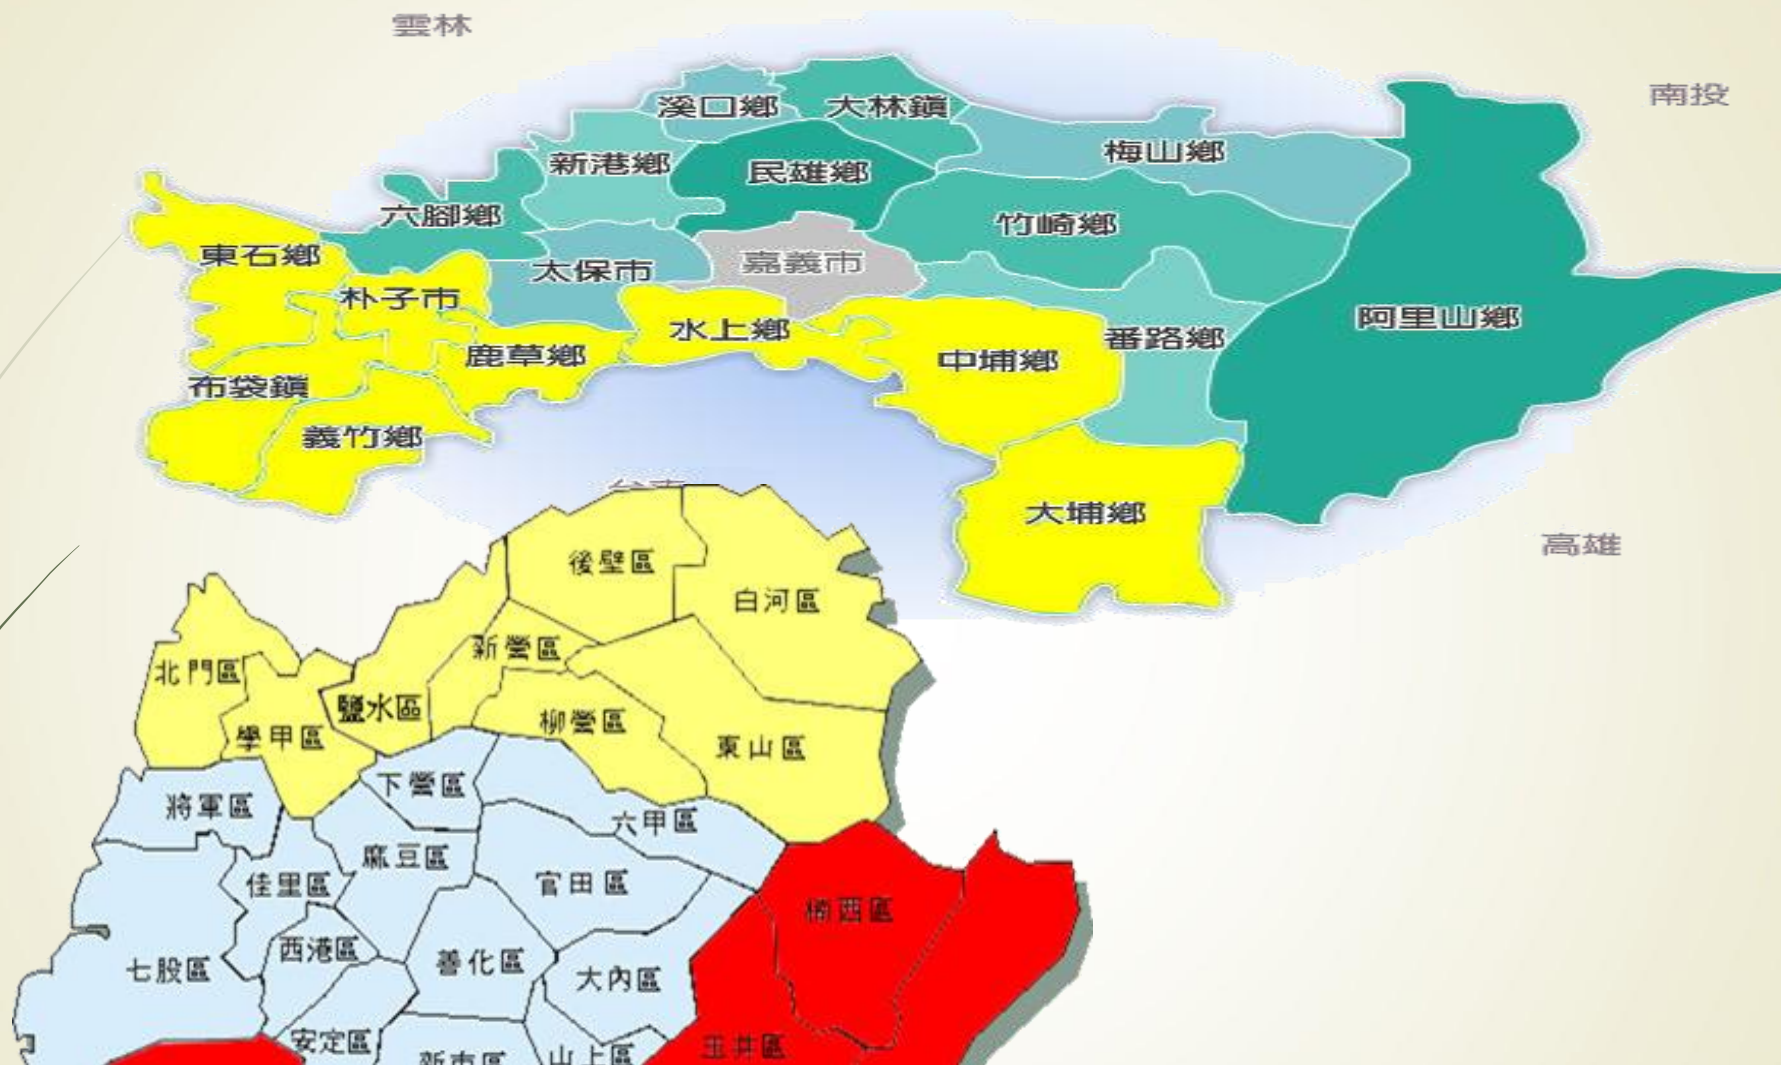 雲林
南投
溪口鄉
大林鎮
新港鄉
民雄鄉
梅山鄉
六腳鄉
竹崎鄉
東石鄉
太保市
嘉義市
朴子市
水上鄉
番路鄉
阿里山鄉
鹿草鄉
中埔鄉
布袋鎮
義竹鄉
大埔鄉
高雄
後壁區
白河區
新營區
北門區
鹽水區
柳營區
學甲區
東山區
下營區
將軍區
六甲區
麻豆區
佳里區
官田區
楠西區
西港區
善化區
七股區
大內區
安定區
玉井區
山上區